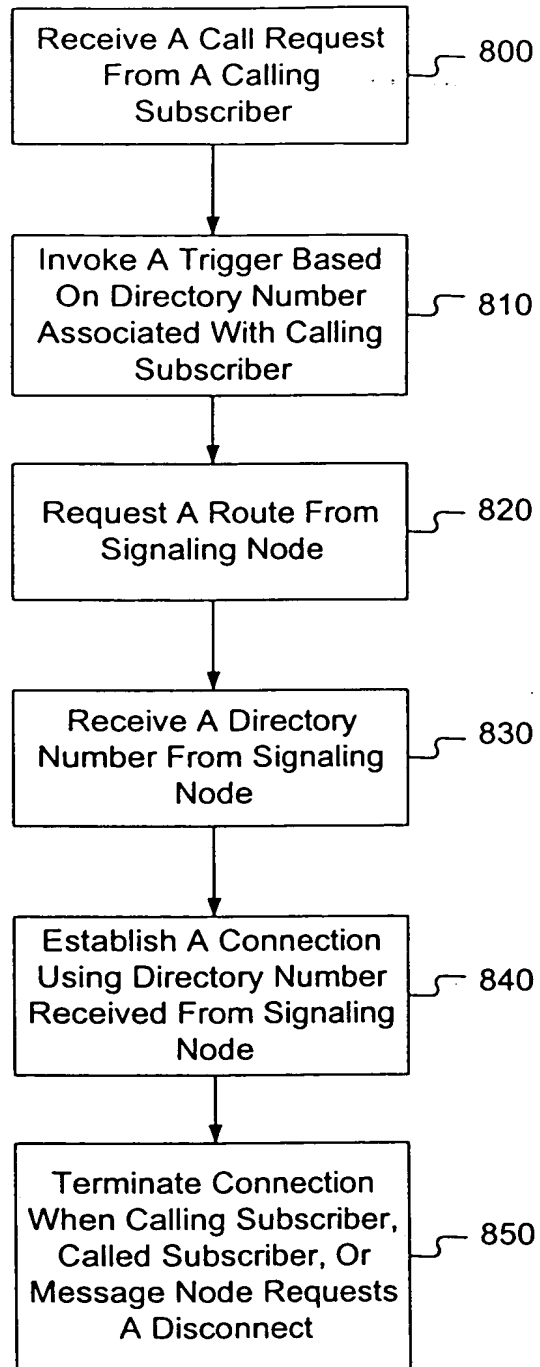 Receive A Call Request
From A Calling
Subscriber
800
Invoke A Trigger Based
On Directory Number
Associated With Calling
Subscriber
810
Request A Route From
Signaling Node
820
Receive A Directory
Number From Signaling
Node
830
Establish A Connection
Using Directory Number
Received From Signaling
Node
840
Terminate Connection
When Calling Subscriber,
Called Subscriber, Or
Message Node Requests
A Disconnect
850